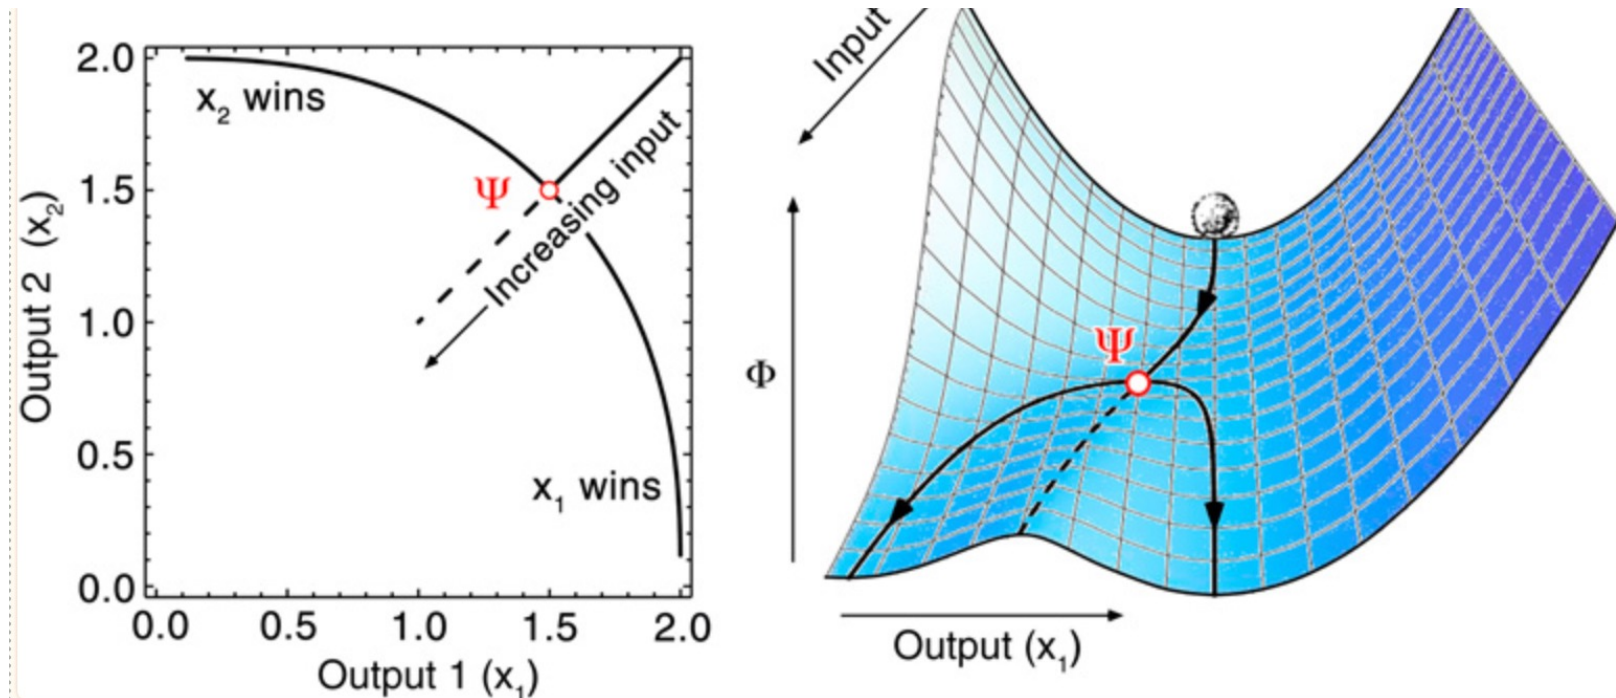 2.0
1.5
1.0
0.5
0.0
Output 2 (x₂)
x₂ wins
Ψ
Increasing input
x₁ wins
0.0 0.5 1.0 1.5 2.0
Output 1 (x₁)
Input
Ψ
Φ
Output (x₁)